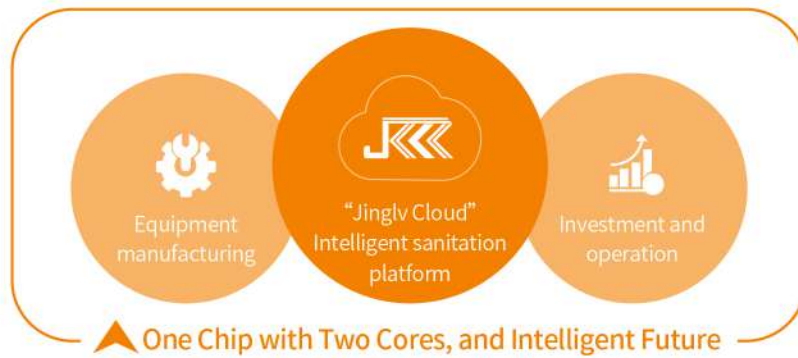 Equipment
manufacturing
“Jinglv Cloud”
Intelligent sanitation
platform
Investment and
operation
One Chip with Two Cores, and Intelligent Future